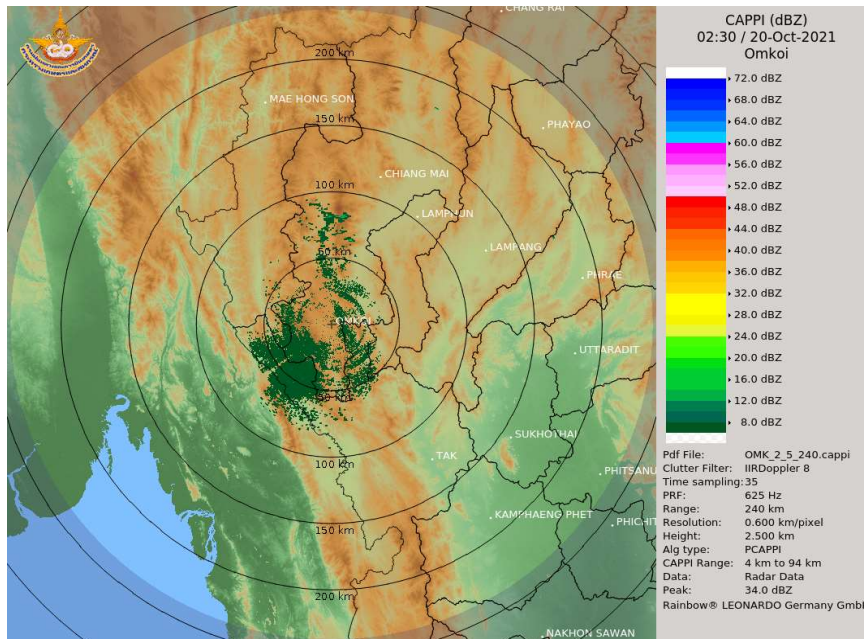 CHANG RAI
200 km
MAE HONG SON
150 km
PHAYAO
CHIANG MAI
100 km
LAMPHUN
LAMPANG
50 km
PHRAE
OMKOI
UTTARADIT
50 km
SUKHOTHAI
100 km
TAK
PHITSANU
KAMPHAENG PHET
PHICHIT
150 km
200 km
NAKHON SAWAN
CAPPI (dBZ)
02:30 / 20-Oct-2021
Omkoi
72.0 dBZ
68.0 dBZ
64.0 dBZ
60.0 dBZ
56.0 dBZ
52.0 dBZ
48.0 dBZ
44.0 dBZ
40.0 dBZ
36.0 dBZ
32.0 dBZ
28.0 dBZ
24.0 dBZ
20.0 dBZ
16.0 dBZ
12.0 dBZ
8.0 dBZ
Pdf File: OMK_2_5_240.cappi
Clutter Filter: IIRDoppler 8
Time sampling: 35
PRF: 625 Hz
Range: 240 km
Resolution: 0.600 km/pixel
Height: 2.500 km
Alg type: PCAPPI
CAPPI Range: 4 km to 94 km
Data: Radar Data
Peak: 34.0 dBZ
Rainbow® LEONARDO Germany GmbH